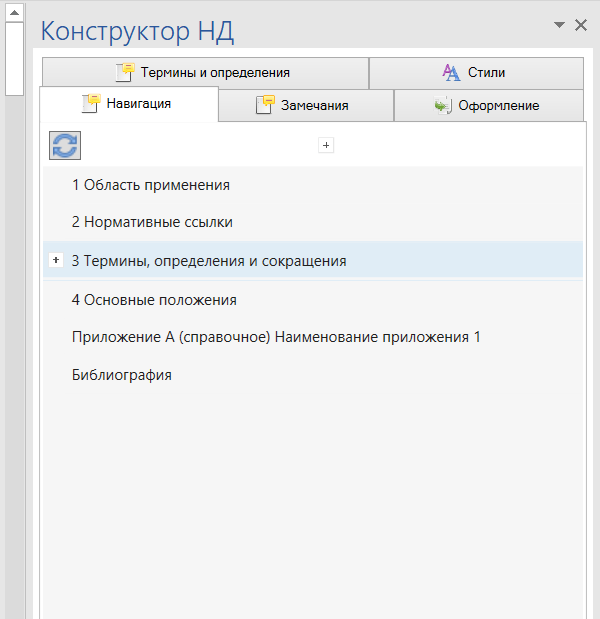 Конструктор НД
Термины и определения
Стили
Навигация
Замечания
Оформление
1 Область применения
2 Нормативные ссылки
3 Термины, определения и сокращения
4 Основные положения
Приложение А (справочное) Наименование приложения 1
Библиография